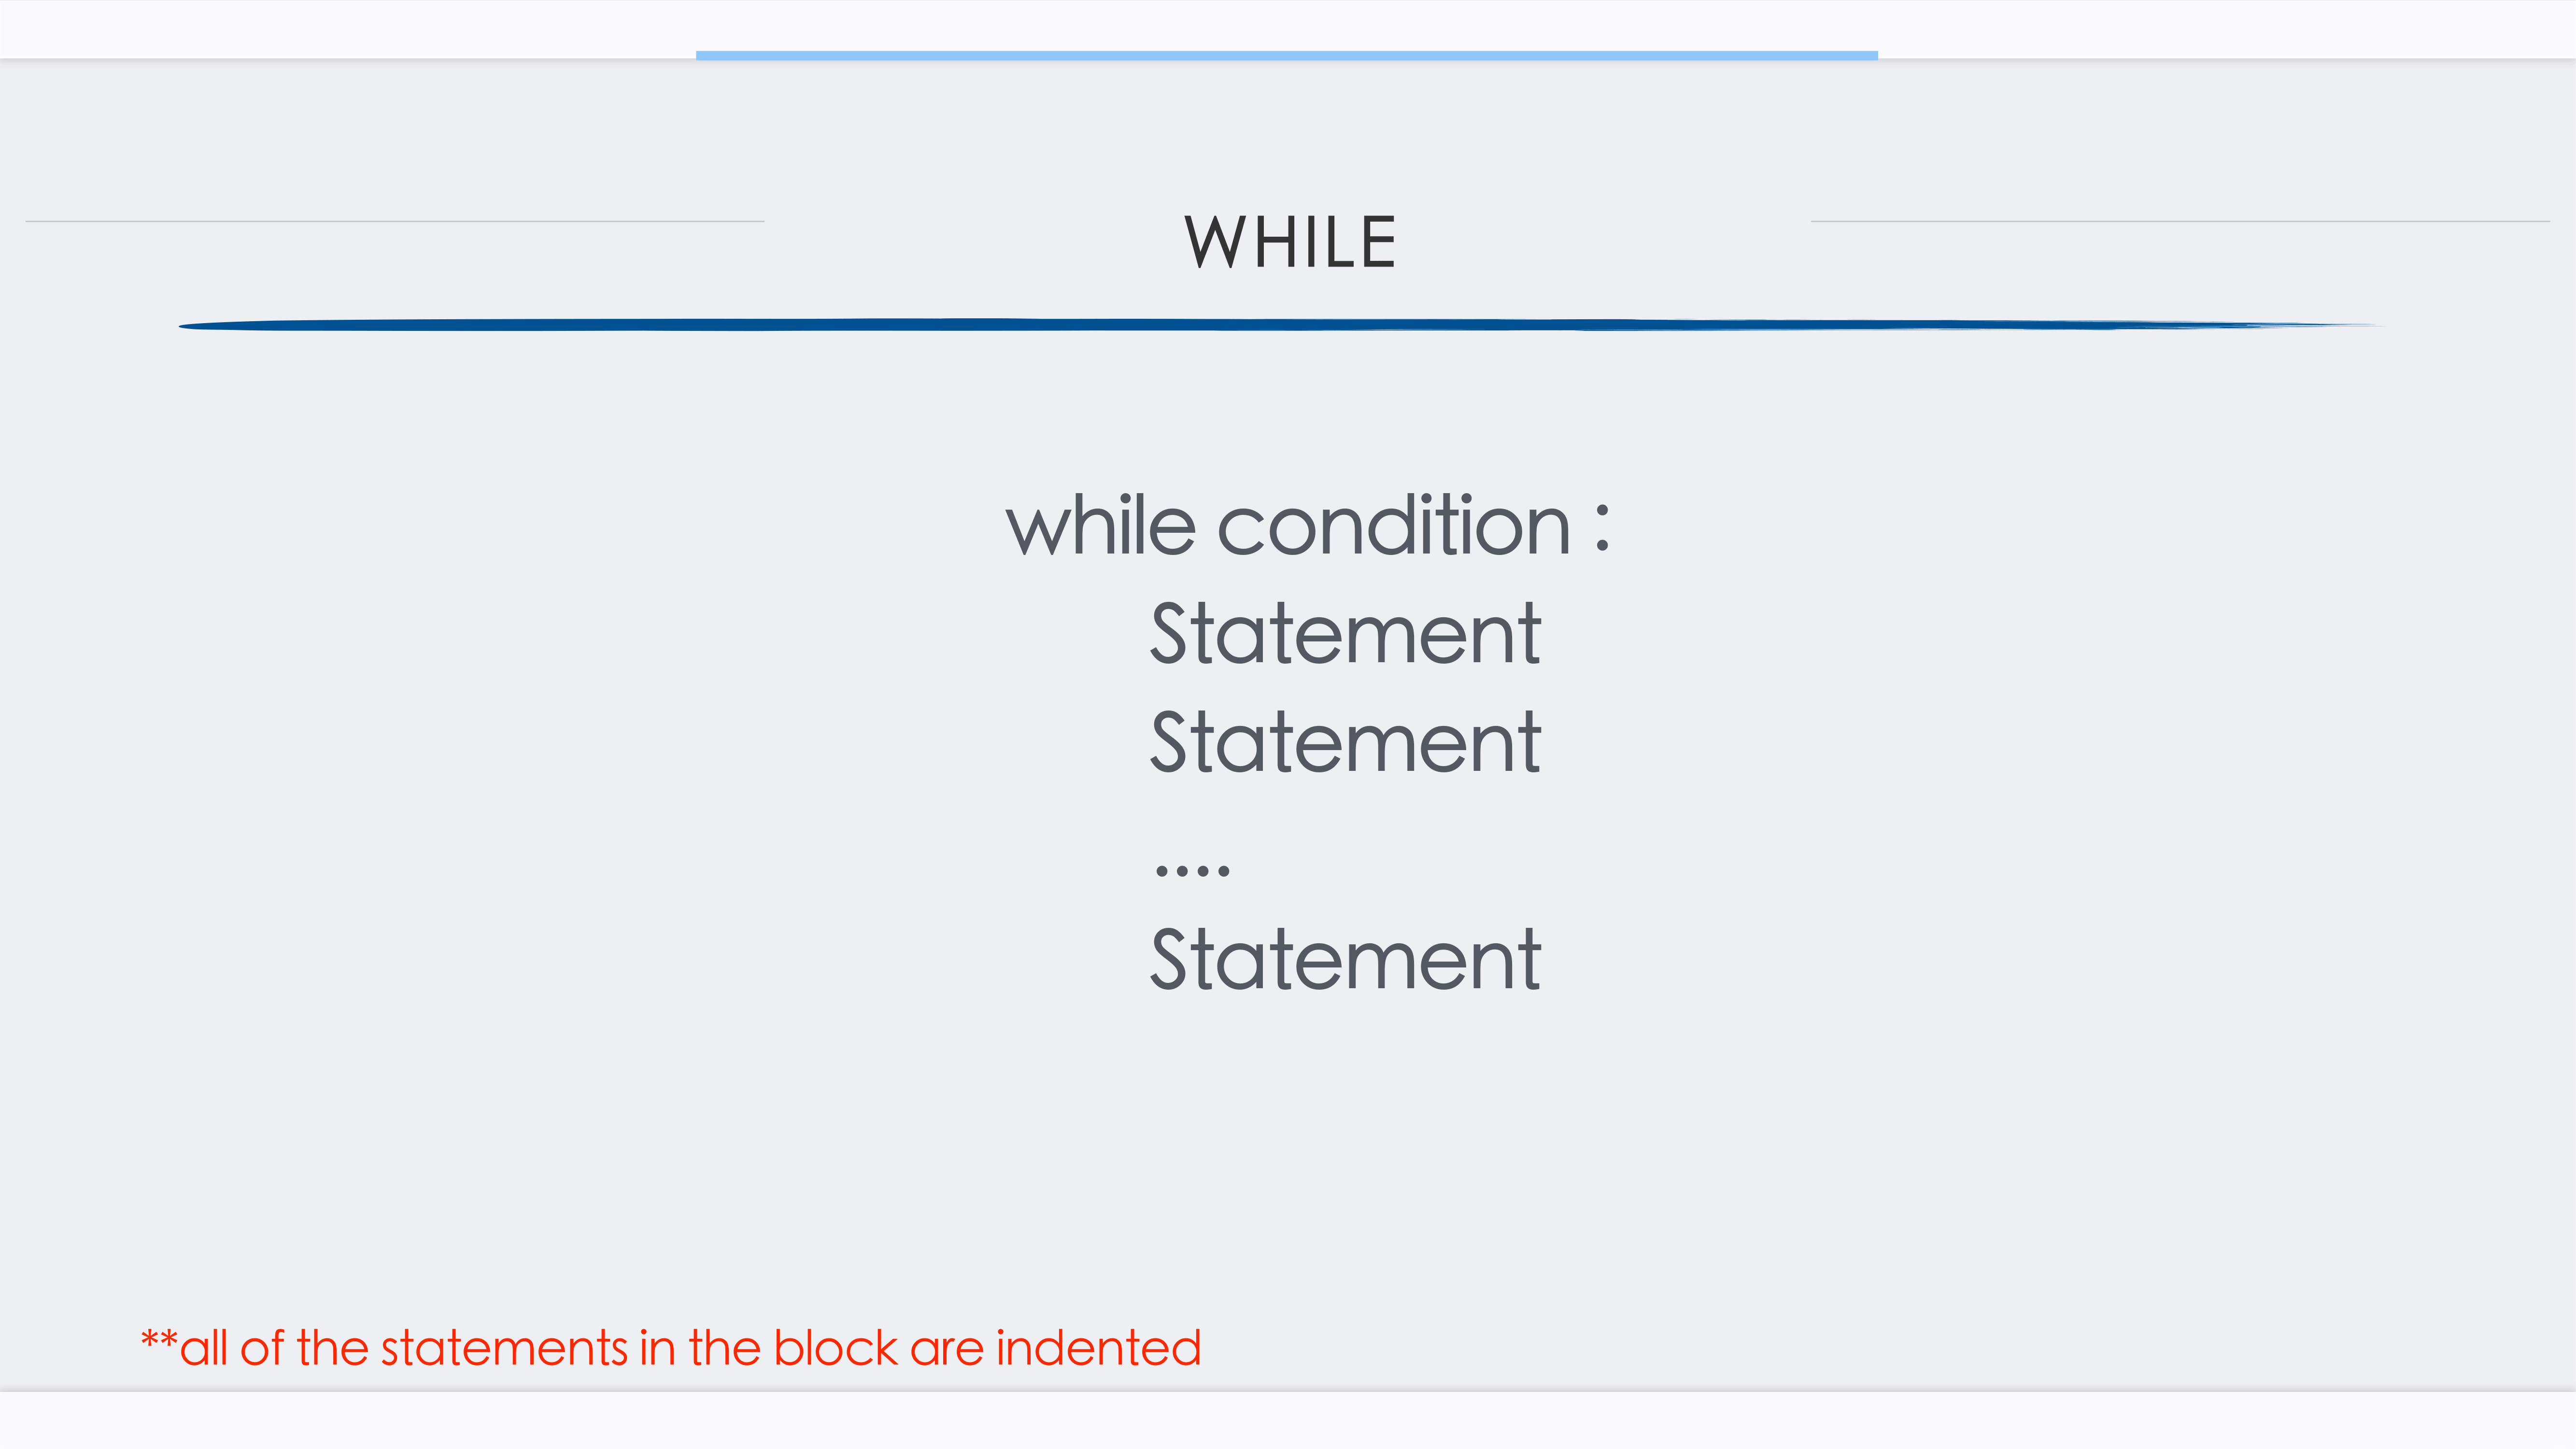 WHILE
while condition :
Statement
Statement
....
Statement
**all of the statements in the block are indented